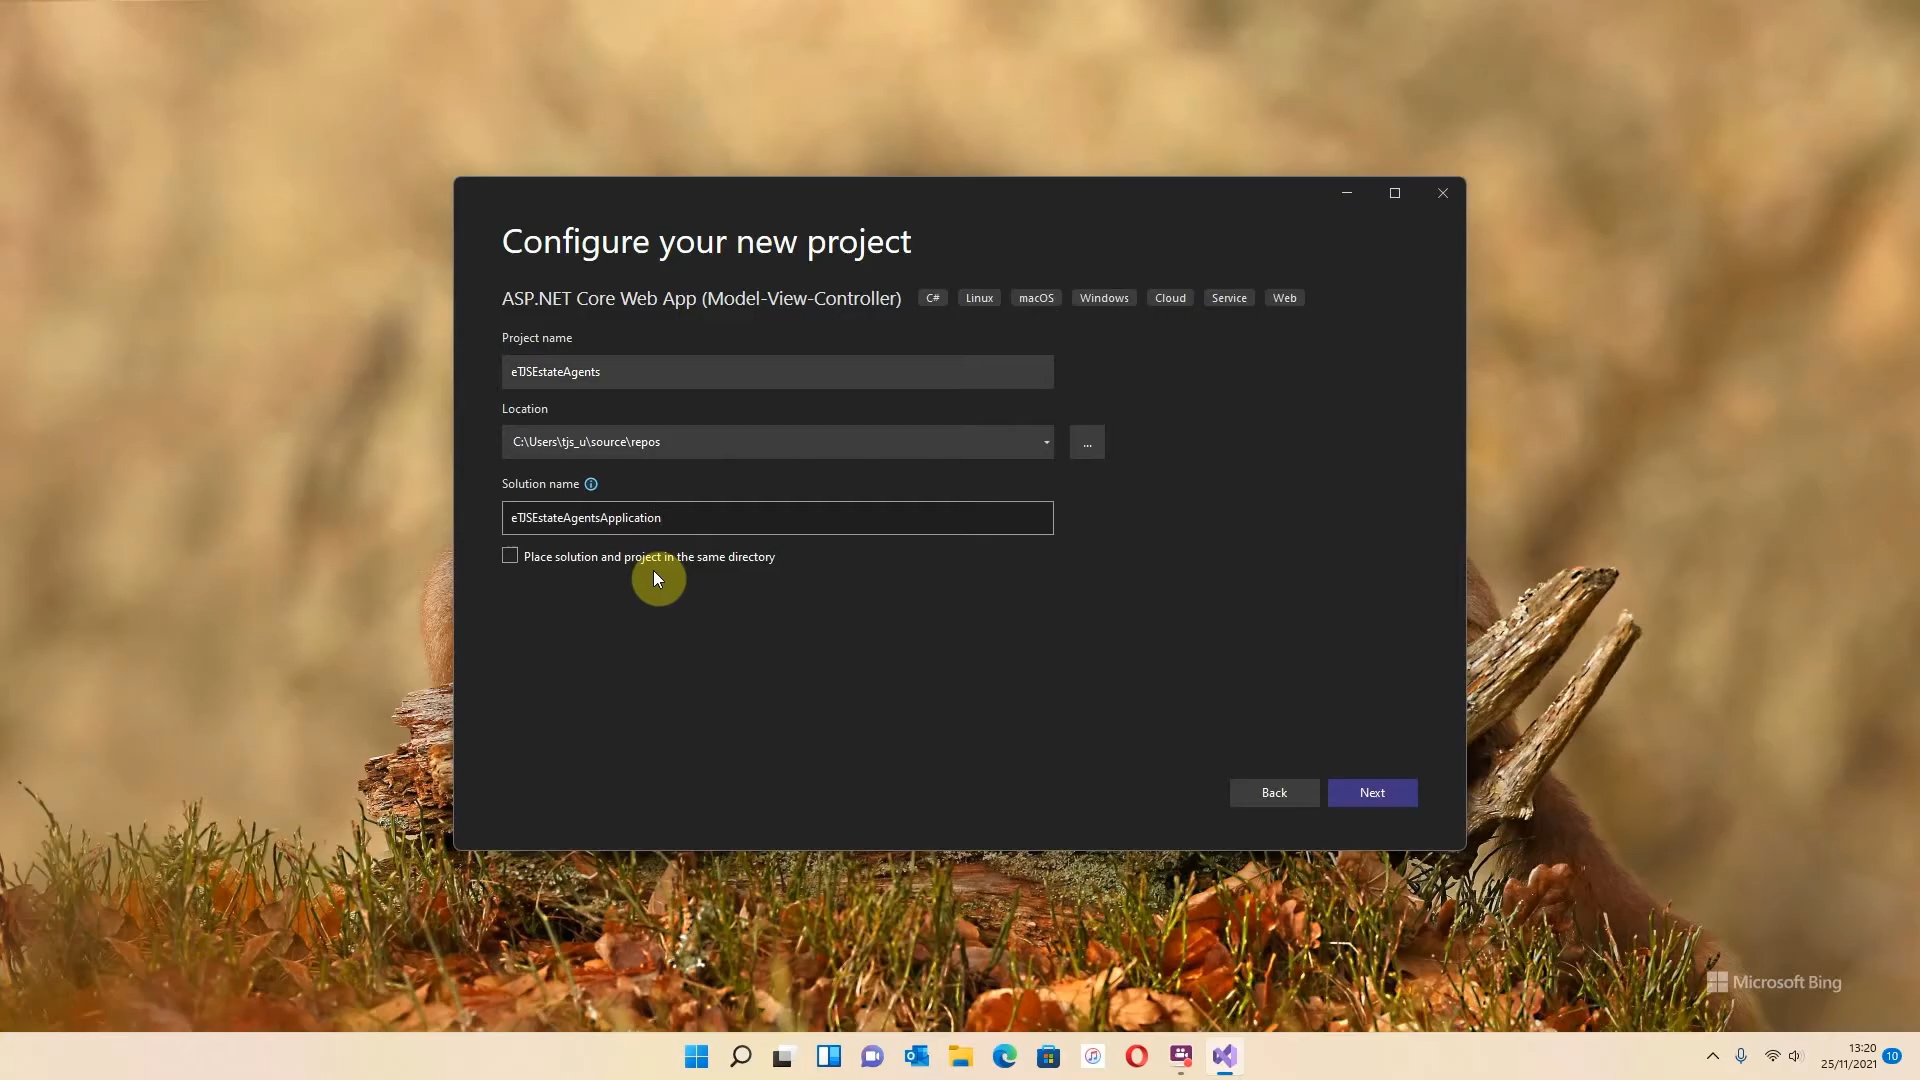 Configure your new project
ASP.NET Core Web App (Model-View-Controller) C# Linux macOS Windows Cloud Service Web
Project name
eTJSEstateAgents
Location
C:\Users\tjs_u\source\repos
...
Solution name
eTJSEstateAgentsApplication
Place solution and project in the same directory
Back Next
Microsoft Bing
13:20
25/11/2021
10